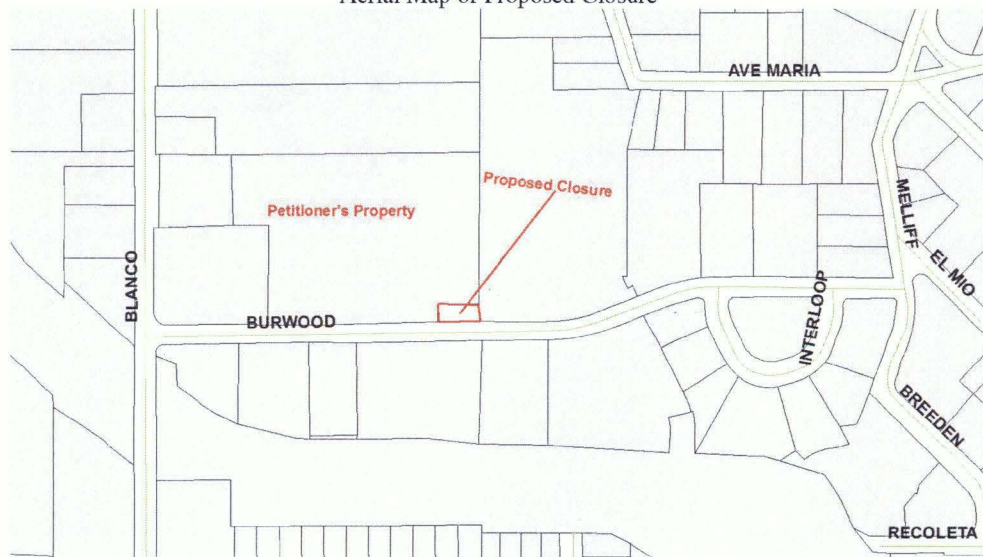 Aerial Map of Proposed Closure
AVE MARIA
Proposed Closure
Petitioner's Property
MELLIFF
EL MIO
BLANCO
BURWOOD
INTERLOOP
BREEDEN
RECOLETA